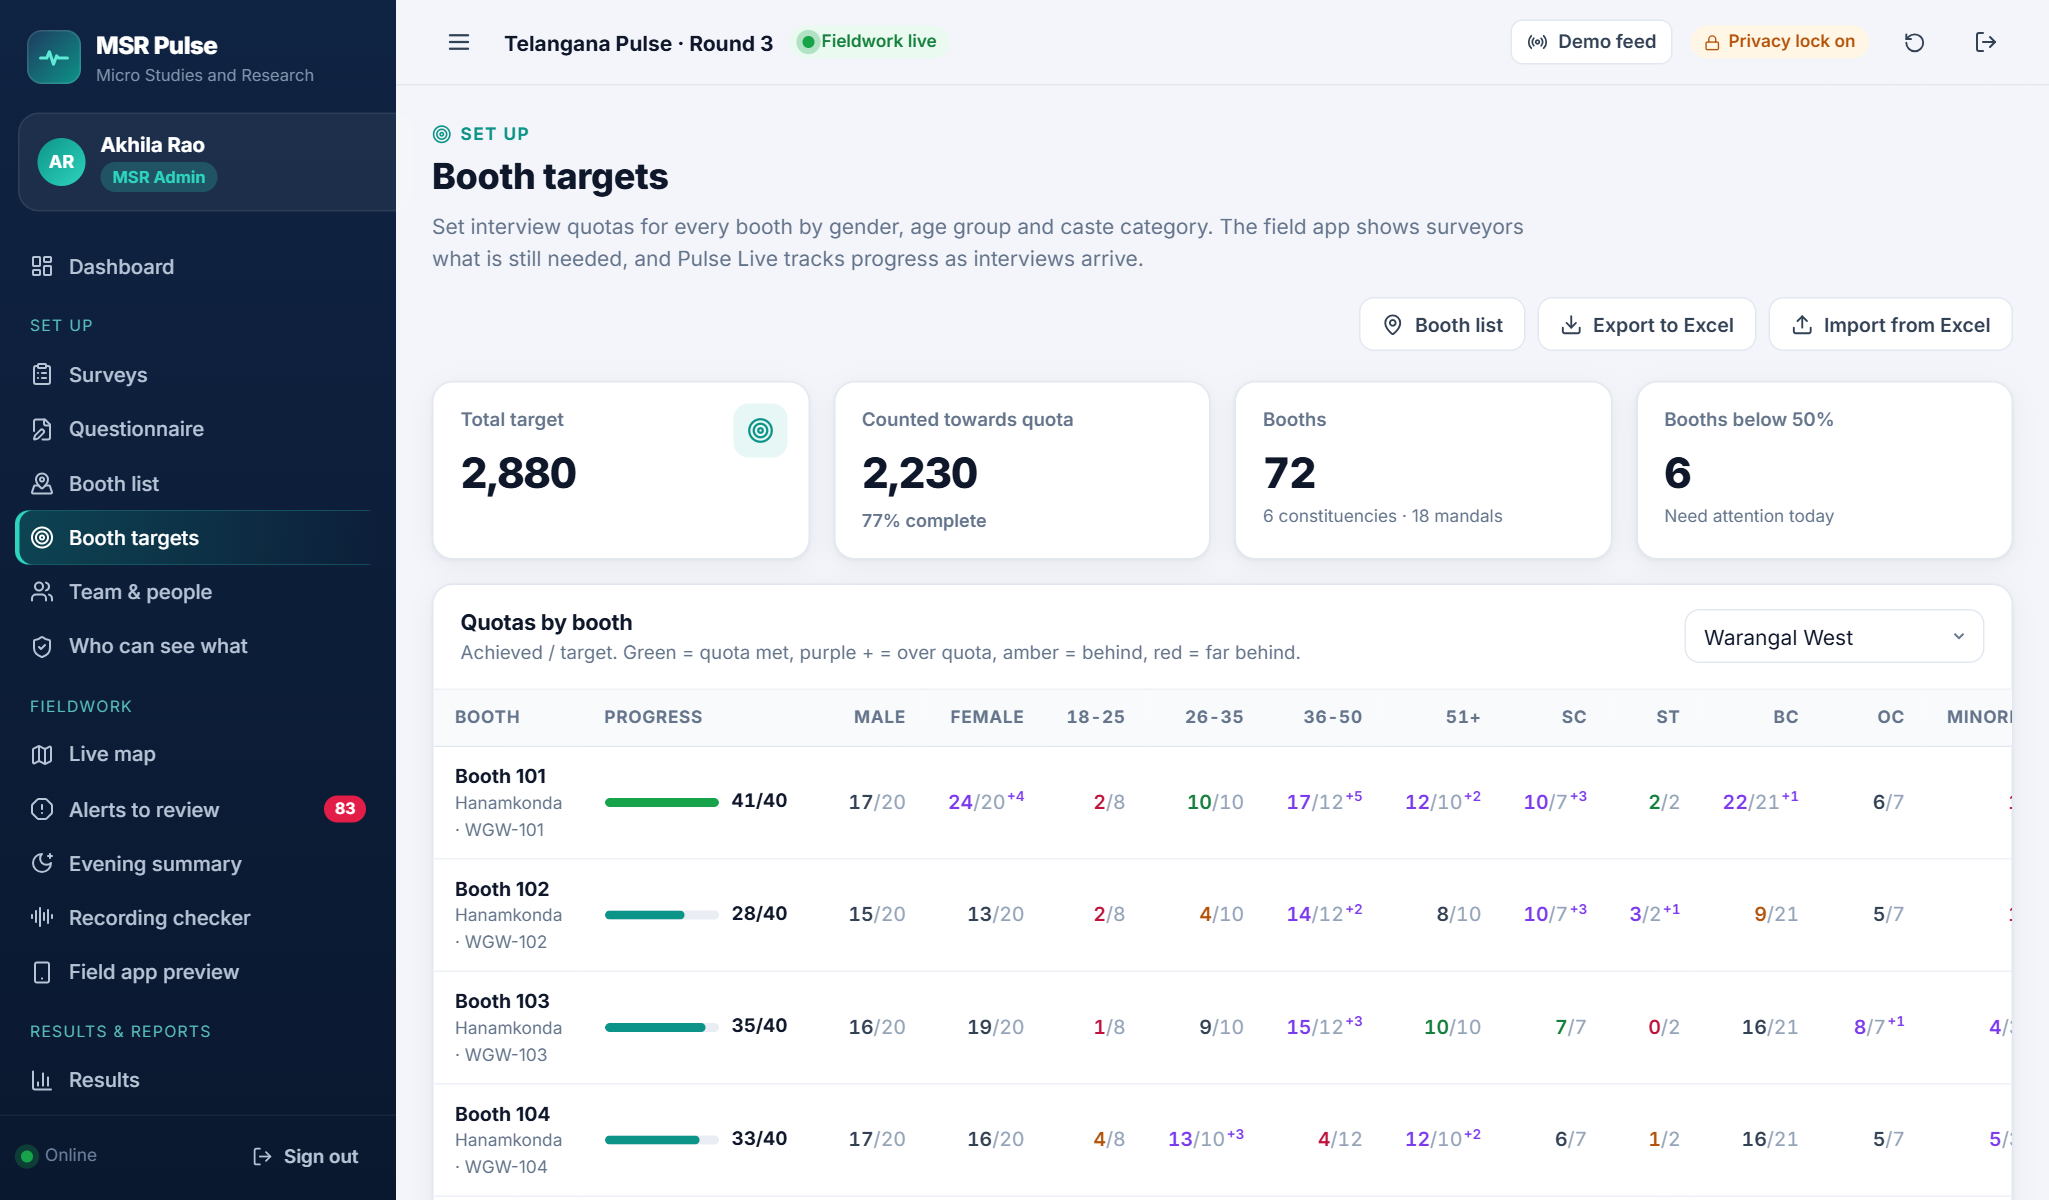 MSR Pulse
Micro Studies and Research
AR
Akhila Rao
MSR Admin
Dashboard
SET UP
Surveys
Questionnaire
Booth list
Booth targets
Team & people
Who can see what
FIELDWORK
Live map
Alerts to review 83
Evening summary
Recording checker
Field app preview
RESULTS & REPORTS
Results
Online
Sign out
Telangana Pulse · Round 3
Fieldwork live
Demo feed
Privacy lock on
SET UP
Booth targets
Set interview quotas for every booth by gender, age group and caste category. The field app shows surveyors
what is still needed, and Pulse Live tracks progress as interviews arrive.
Booth list
Export to Excel
Import from Excel
Total target
2,880
Counted towards quota
2,230
77% complete
Booths
72
6 constituencies · 18 mandals
Booths below 50%
6
Need attention today
Quotas by booth
Achieved / target. Green = quota met, purple + = over quota, amber = behind, red = far behind.
Warangal West
BOOTH PROGRESS MALE FEMALE 18-25 26-35 36-50 51+ SC ST BC OC
Booth 101
Hanamkonda
· WGW-101
41/40 17/20 24/20 +4 2/8 10/10 17/12 +5 12/10 +2 10/7 +3 2/2 22/21 +1 6/7
Booth 102
Hanamkonda
· WGW-102
28/40 15/20 13/20 2/8 4/10 14/12 +2 8/10 10/7 +3 3/2 +1 9/21 5/7
Booth 103
Hanamkonda
· WGW-103
35/40 16/20 19/20 1/8 9/10 15/12 +3 10/10 7/7 0/2 16/21 8/7 +1 4/
Booth 104
Hanamkonda
· WGW-104
33/40 17/20 16/20 4/8 13/10 +3 4/12 12/10 +2 6/7 1/2 16/21 5/7 5/